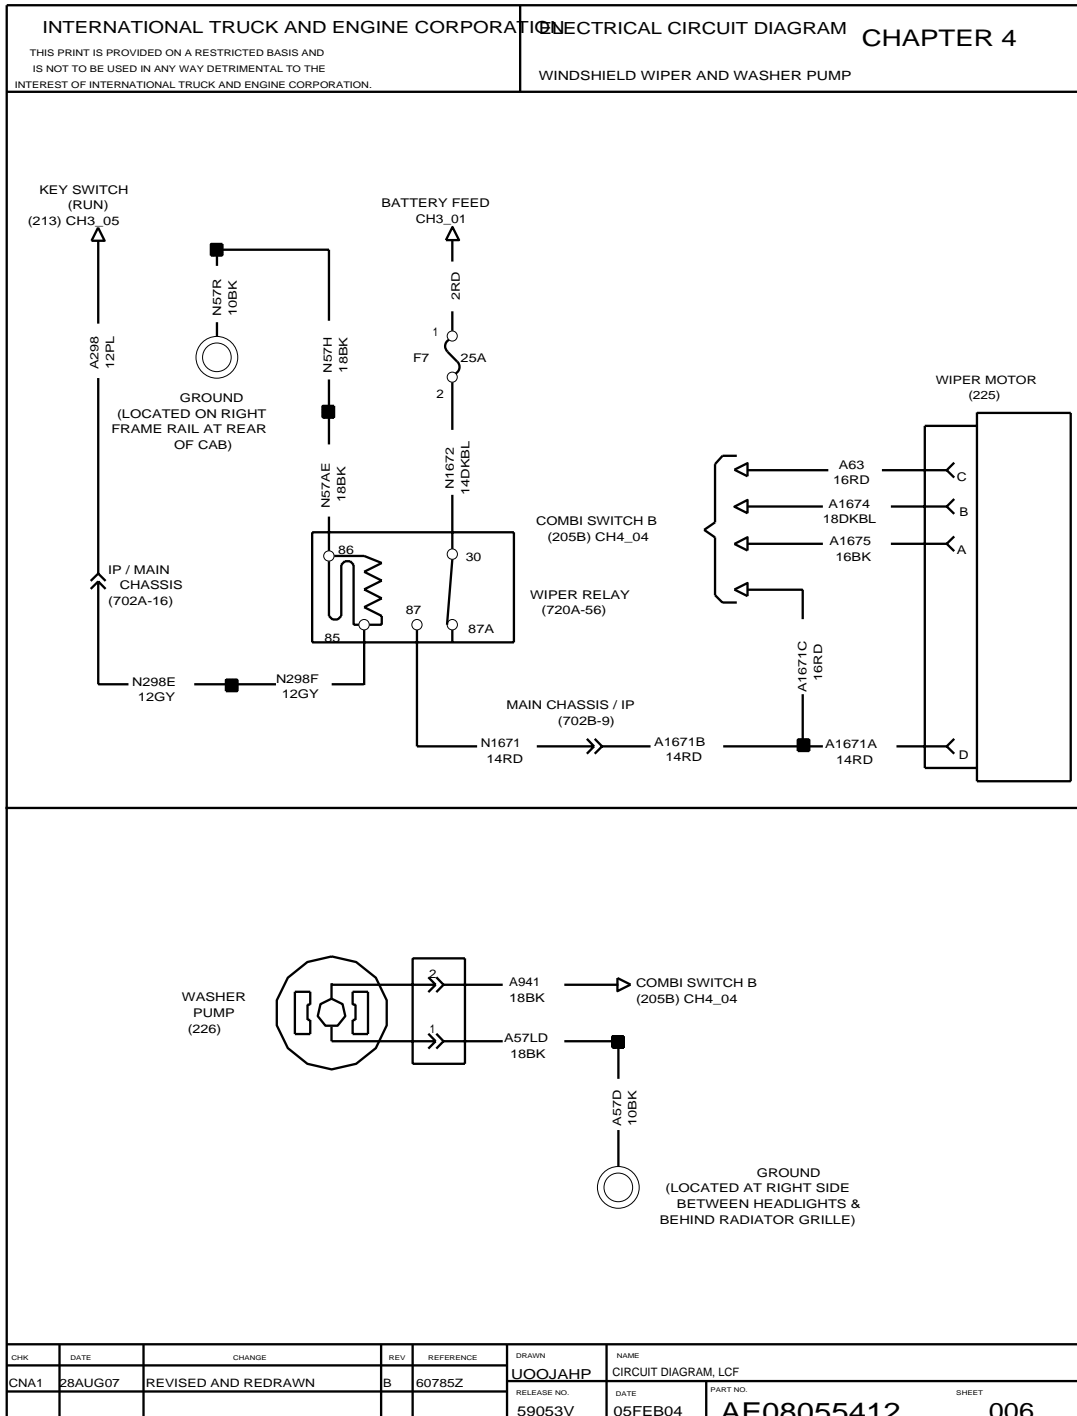 INTERNATIONAL TRUCK AND ENGINE CORPORATION
THIS PRINT IS PROVIDED ON A RESTRICTED BASIS AND
IS NOT TO BE USED IN ANY WAY DETRIMENTAL TO THE
INTEREST OF INTERNATIONAL TRUCK AND ENGINE CORPORATION.
ELECTRICAL CIRCUIT DIAGRAM
CHAPTER 4
WINDSHIELD WIPER AND WASHER PUMP
KEY SWITCH
(RUN)
(213) CH3_05
BATTERY FEED
CH3_01
A298
12PL
N57R
10BK
N57H
18BK
2RD
1
F7
25A
2
GROUND
(LOCATED ON RIGHT
FRAME RAIL AT REAR
OF CAB)
N57AE
18BK
N1672
14DKBL
WIPER MOTOR
(225)
A63
16RD
C
A1674
18DKBL
B
A1675
16BK
A
COMBI SWITCH B
(205B) CH4_04
86
30
WIPER RELAY
(720A-56)
87
85
87A
IP / MAIN
CHASSIS
(702A-16)
A1671C
16RD
N298E
12GY
N298F
12GY
MAIN CHASSIS / IP
(702B-9)
N1671
14RD
A1671B
14RD
A1671A
14RD
D
WASHER
PUMP
(226)
2
A941
18BK
COMBI SWITCH B
(205B) CH4_04
1
A57LD
18BK
A57D
10BK
GROUND
(LOCATED AT RIGHT SIDE
BETWEEN HEADLIGHTS &
BEHIND RADIATOR GRILLE)
CHK DATE CHANGE REV REFERENCE
CNA1 28AUG07 REVISED AND REDRAWN B 60785Z
DRAWN
UOOJAHP
NAME
CIRCUIT DIAGRAM, LCF
RELEASE NO.
59053V
DATE
05FEB04
PART NO.
AE08055412
SHEET
006